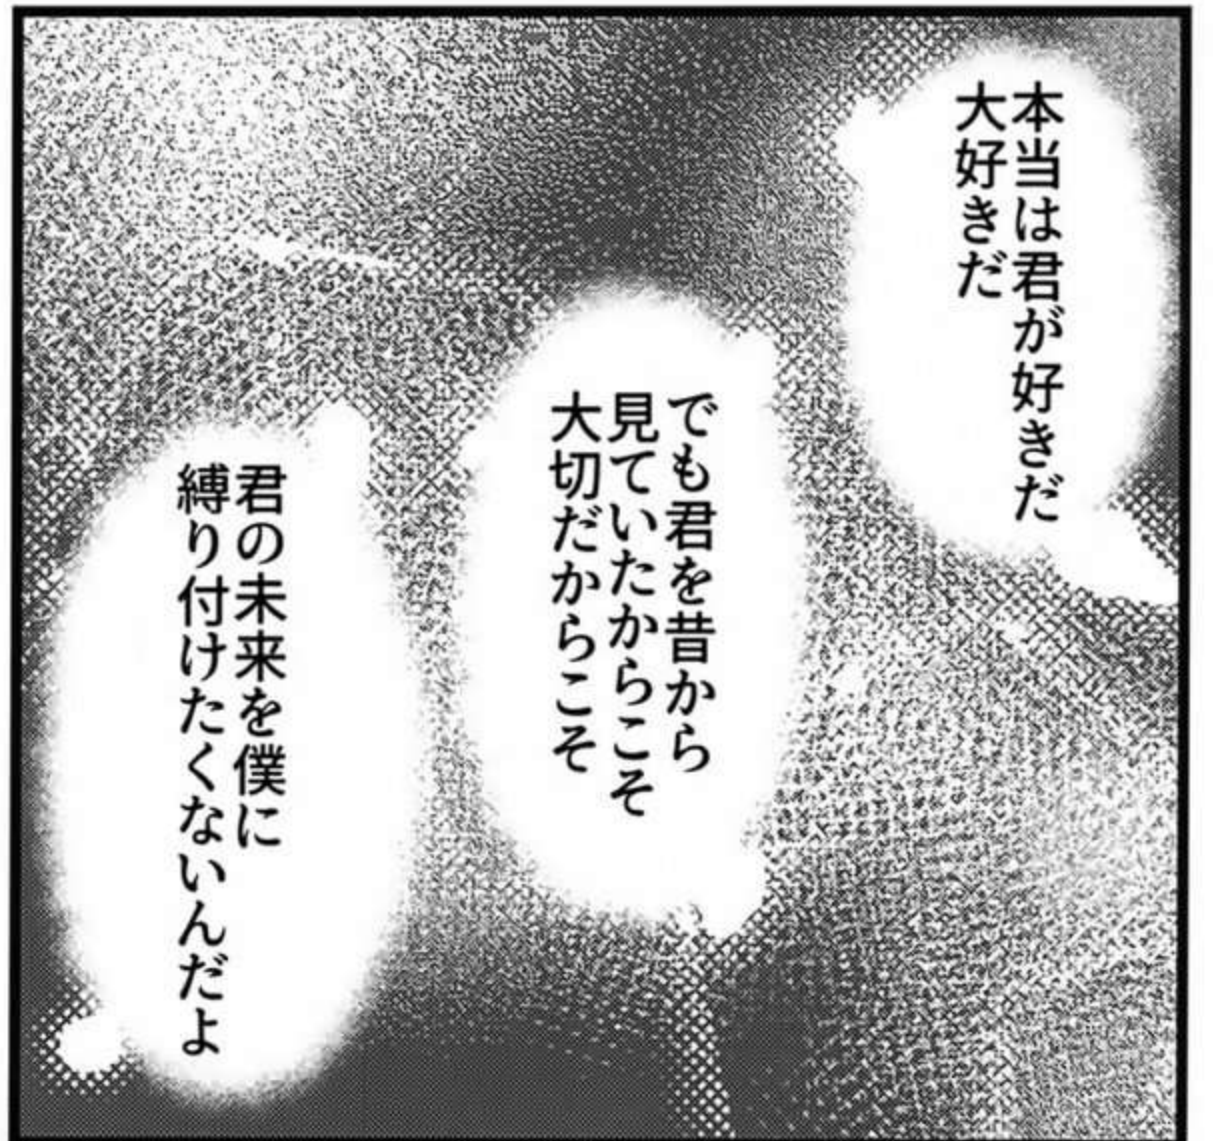 本当は君が好きだ
大好きだ
でも君を昔から
見ていたからこそ
大切だからこそ
君の未来を僕に
縛り付けたくないんだよ